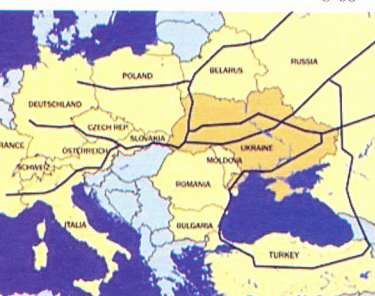 RUSSIA
BELARUS
POLAND
DEUTSCHLAND
CZECH REP.
SLOVAKIA
UKRAINE
RANCE
ÖSTERREICH
SCHWEIZ
MOLDOVA
ROMANIA
ITALIA
BULGARIA
TURKEY